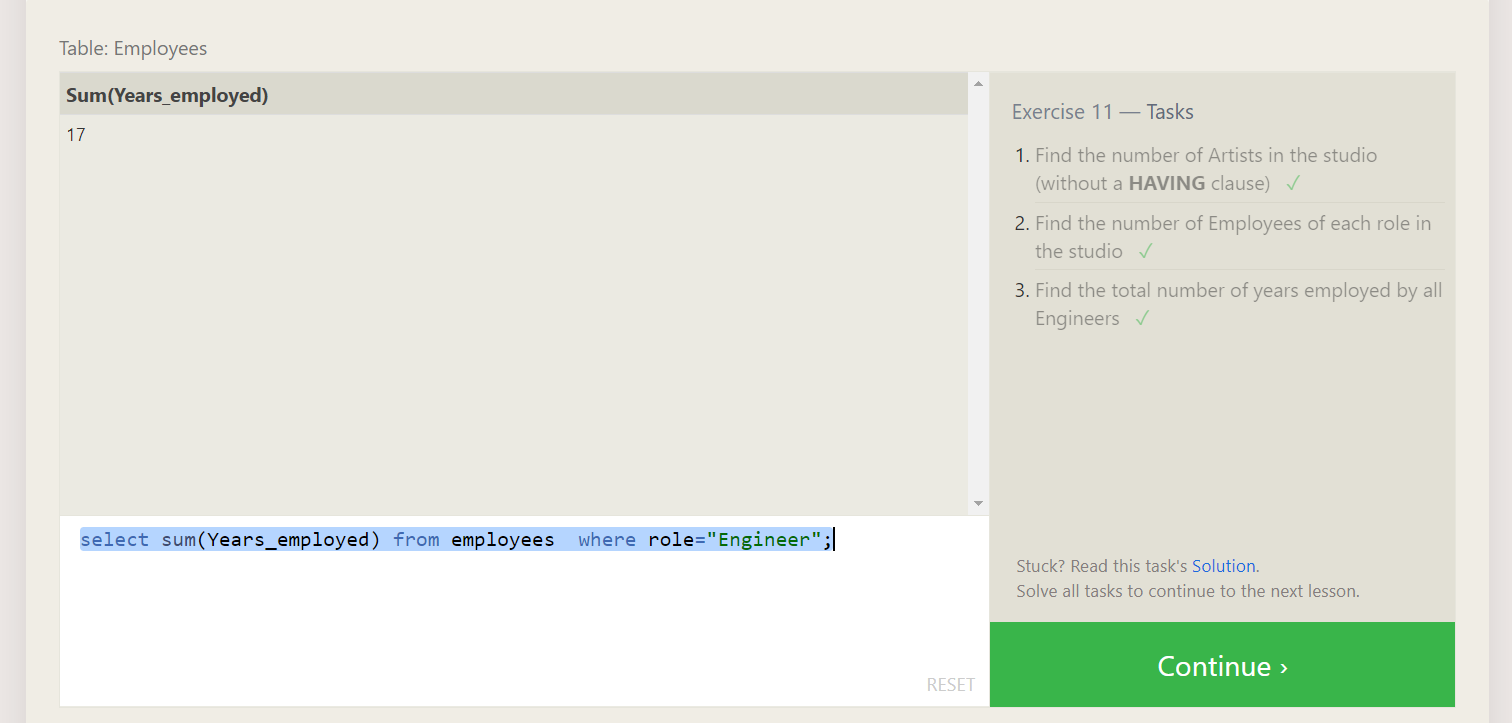 Table: Employees
Sum(Years_employed)
17
select sum(Years_employed) from employees  where role="Engineer";
RESET
Exercise 11 — Tasks
1. Find the number of Artists in the studio
(without a HAVING clause) ✓
2. Find the number of Employees of each role in
the studio ✓
3. Find the total number of years employed by all
Engineers ✓
Stuck? Read this task's Solution.
Solve all tasks to continue to the next lesson.
Continue ›